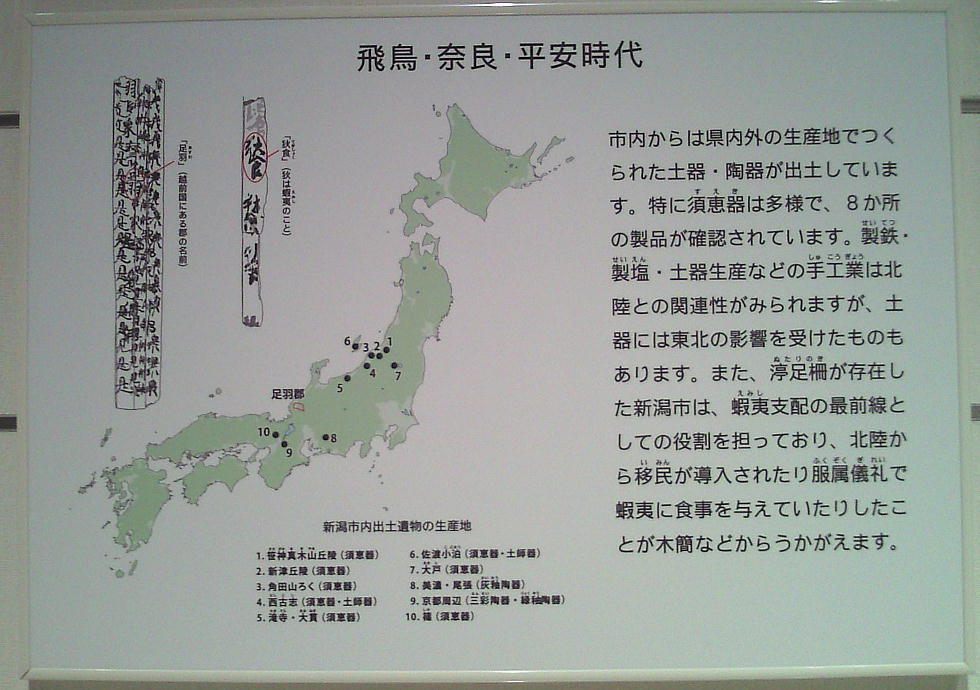 飛鳥・奈良・平安時代
「足羽」(越前国にある郡の名前)
「狄食」(狄は蝦夷のこと)
狄食
市内からは県内外の生産地でつく
られた土器・陶器が出土していま
す。特に須恵器は多様で、8か所
の製品が確認されています。製鉄・
製塩・土器生産などの手工業は北
陸との関連性がみられますが、土
器には東北の影響を受けたものも
あります。また、渟足柵が存在し
た新潟市は、蝦夷支配の最前線と
しての役割を担っており、北陸か
ら移民が導入されたり服属儀礼で
蝦夷に食事を与えていたりしたこ
とが木簡などからうかがえます。
6 3 2 1
4 7
5
足羽郡
10 8
9
新潟市内出土遺物の生産地
1. 笹神真木山丘陵(須恵器)
2. 新津丘陵(須恵器)
3. 角田山ろく(須恵器)
4. 西古志(須恵器・土師器)
5. 滝寺・大貫(須恵器)
6. 佐渡小泊(須恵器・土師器)
7. 大戸(須恵器)
8. 美濃・尾張(灰釉陶器)
9. 京都周辺(三彩陶器・緑釉陶器)
10. 篠(須恵器)